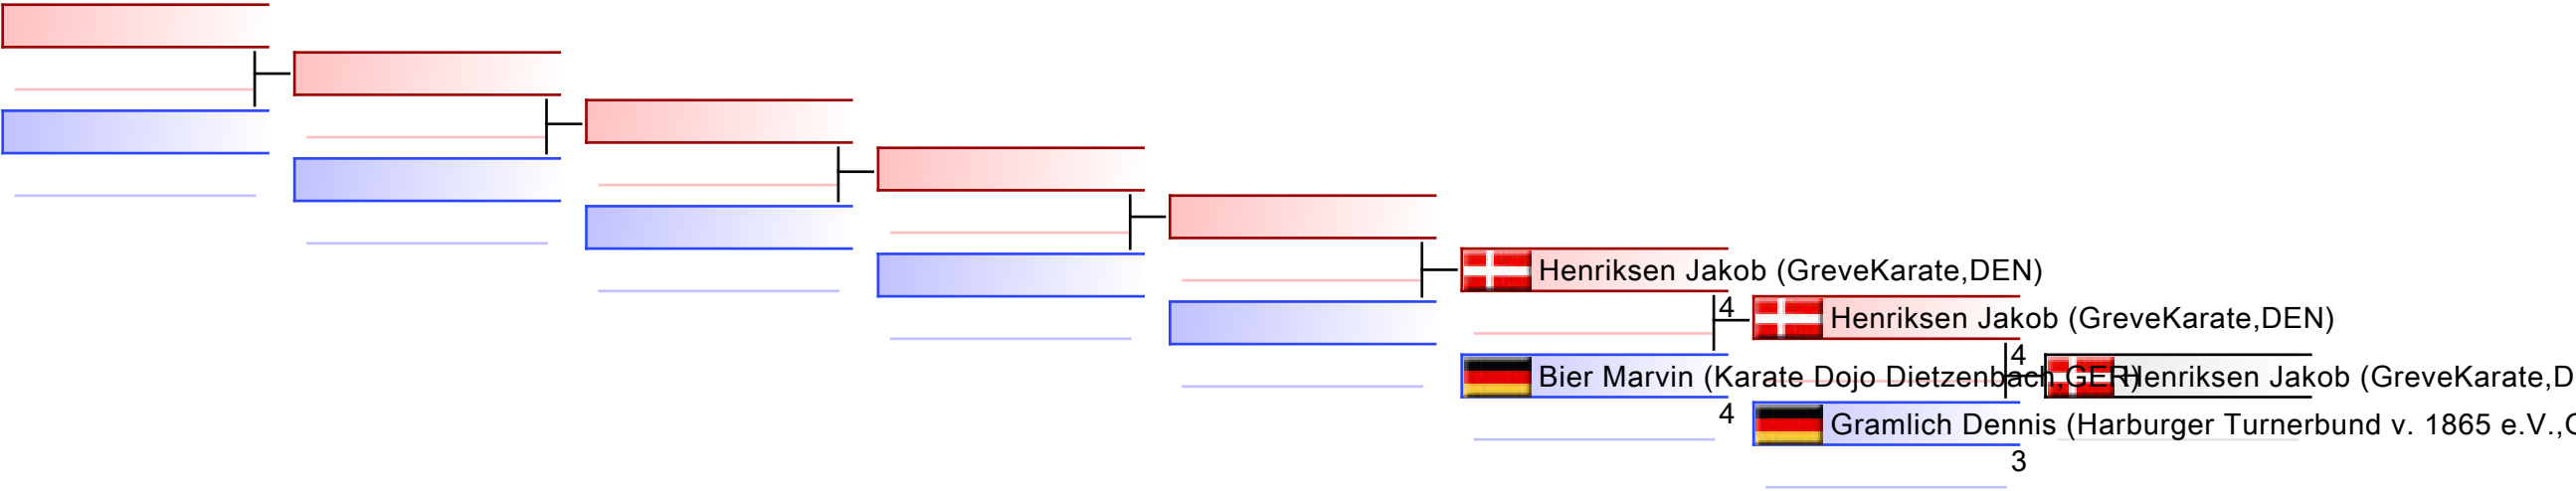 Henriksen Jakob (GreveKarate,DEN)
4
Henriksen Jakob (GreveKarate,DEN)
4
Bier Marvin (Karate Dojo Dietzenbach,GER)
Henriksen Jakob (GreveKarate,D
4
Gramlich Dennis (Harburger Turnerbund v. 1865 e.V.,
3